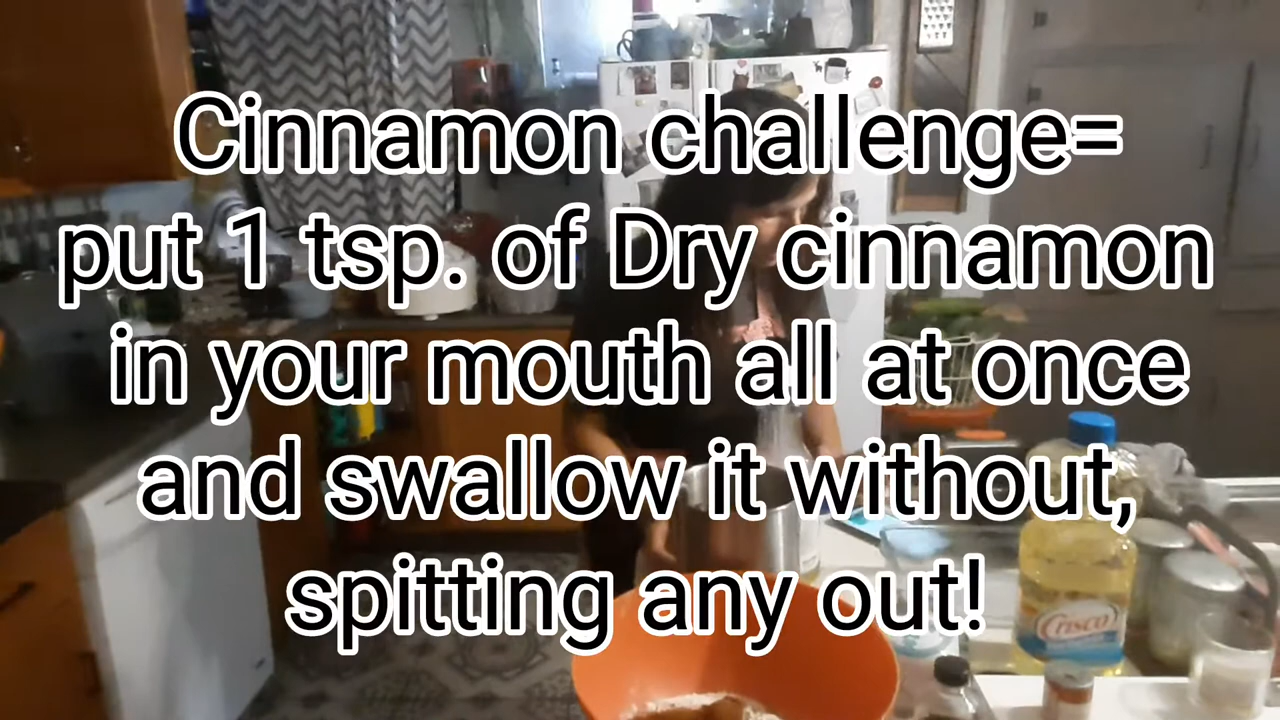 Cinnamon challenge=
put 1 tsp. of Dry cinnamon
in your mouth all at once
and swallow it without,
spitting any out!
Crisco